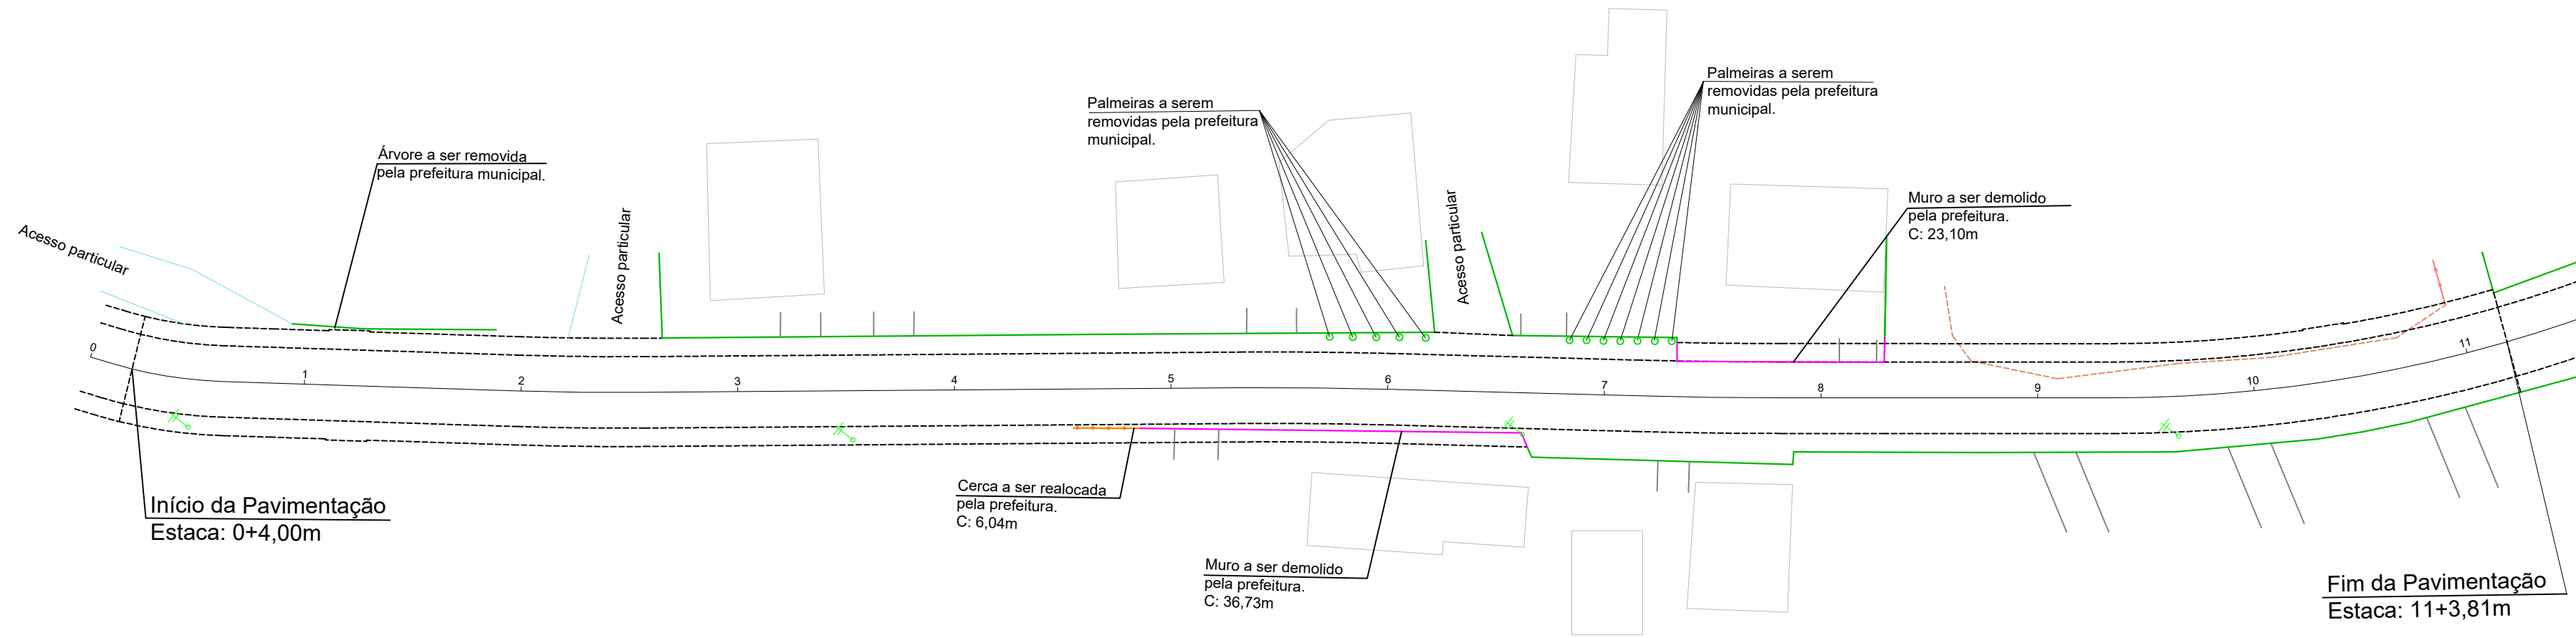 Palmeiras a serem
removidas pela prefeitura
municipal.
Palmeiras a serem
removidas pela prefeitura
municipal.
Árvore a ser removida
pela prefeitura municipal.
Muro a ser demolido
pela prefeitura.
C: 23,10m
Acesso particular
Acesso particular
Acesso particular
0
1
2
3
4
5
6
7
8
9
10
11
Início da Pavimentação
Estaca: 0+4,00m
Cerca a ser realocada
pela prefeitura.
C: 6,04m
Muro a ser demolido
pela prefeitura.
C: 36,73m
Fim da Pavimentação
Estaca: 11+3,81m